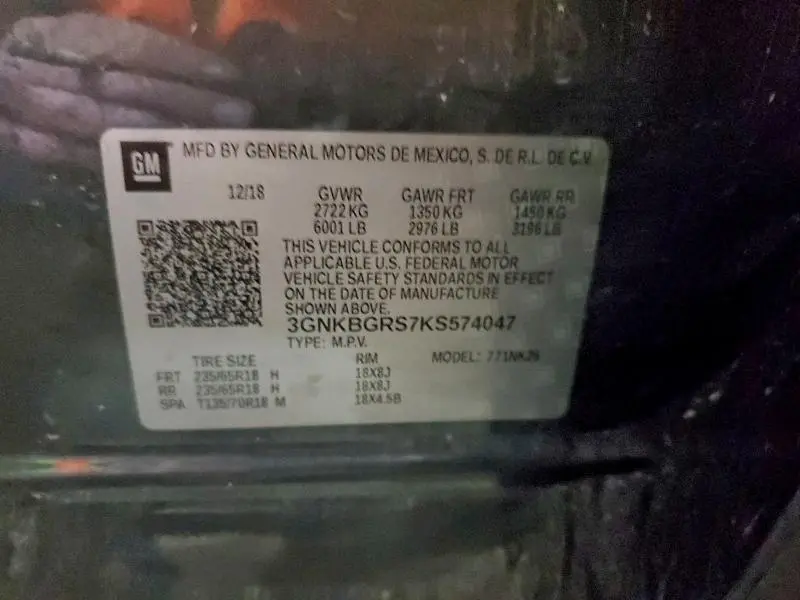 GM
MFD BY GENERAL MOTORS DE MEXICO, S. DE R.L. DE C.V.
12/18 GVWR GAWR FRT GAWR RR
2722 KG 1350 KG 1450 KG
6001 LB 2976 LB 3196 LB
THIS VEHICLE CONFORMS TO ALL
APPLICABLE U.S. FEDERAL MOTOR
VEHICLE SAFETY STANDARDS IN EFFECT
ON THE DATE OF MANUFACTURE
SHOWN ABOVE.
3GNKBGRS7KS574047
TYPE: M.P.V. MODEL: 771NK26
TIRE SIZE RIM
FRT 235/65R18 H 18X8J
RR 235/65R18 H 18X8J
SPA T135/70R18 M 18X4.5B